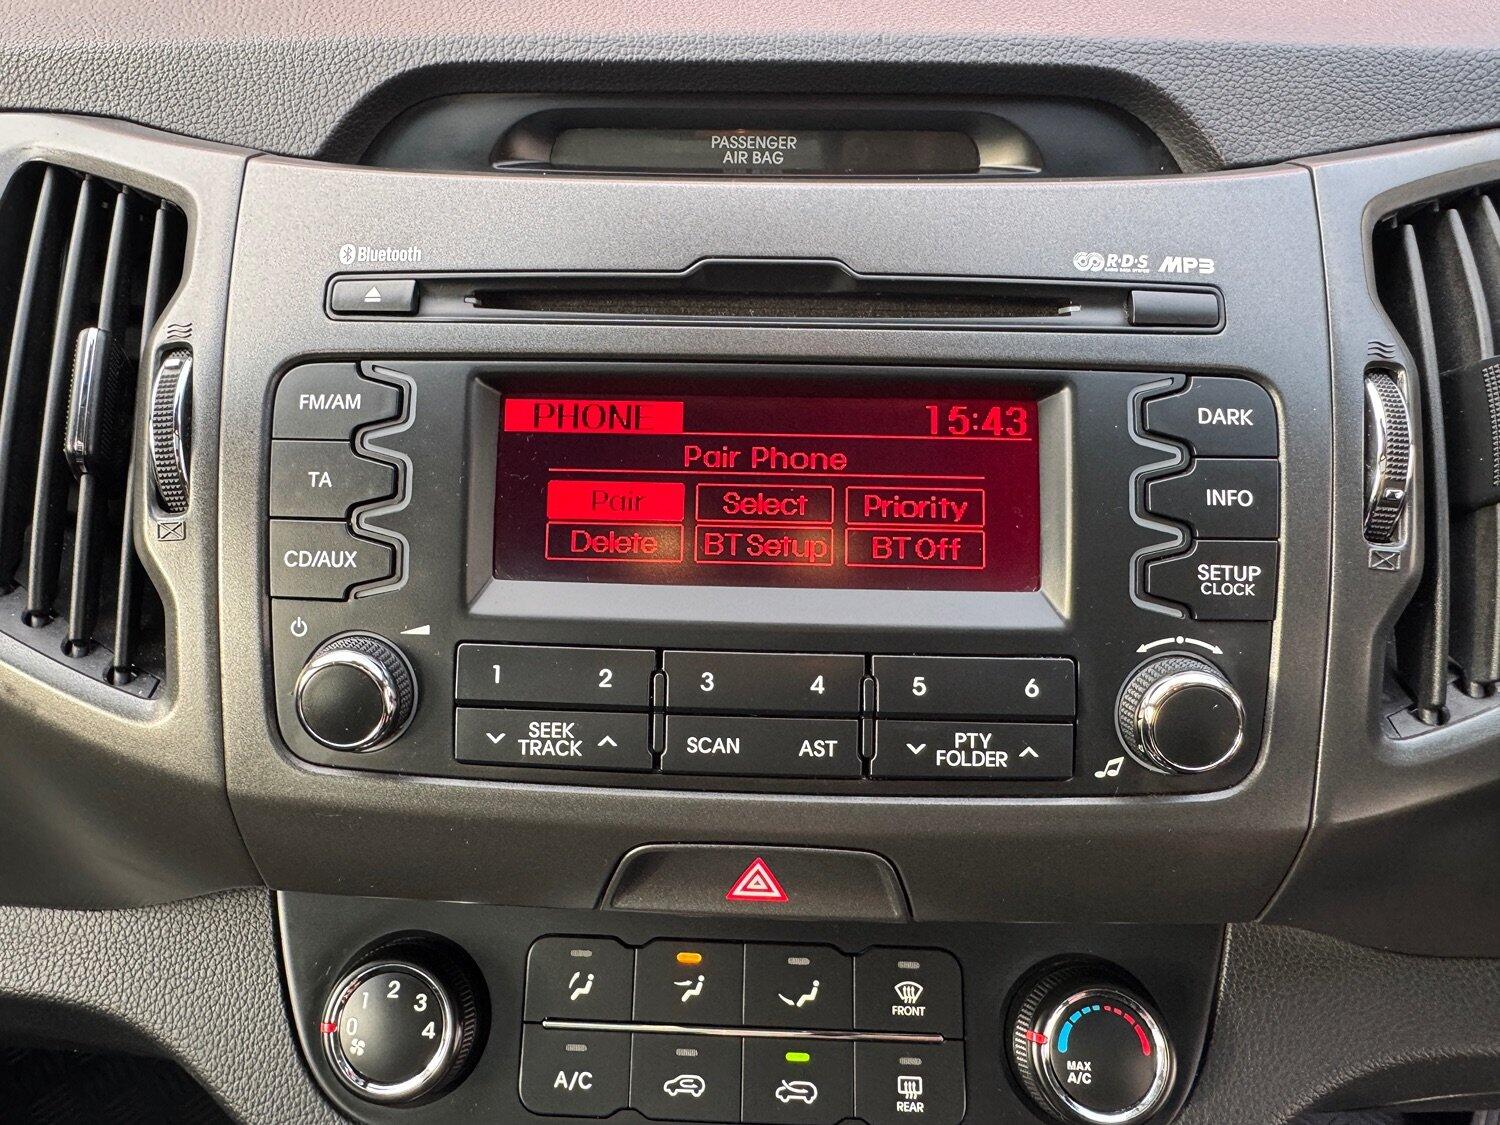 PASSENGER
AIR BAG
Bluetooth
R·D·S
MP3
FM/AM
TA
CD/AUX
PHONE 15:43
Pair Phone
Pair Select Priority
Delete BT Setup BT Off
DARK
INFO
SETUP
CLOCK
1 2 3 4 5 6
SEEK
TRACK
SCAN AST
PTY
FOLDER
0 1 2 3 4
FRONT
A/C
REAR
MAX
A/C